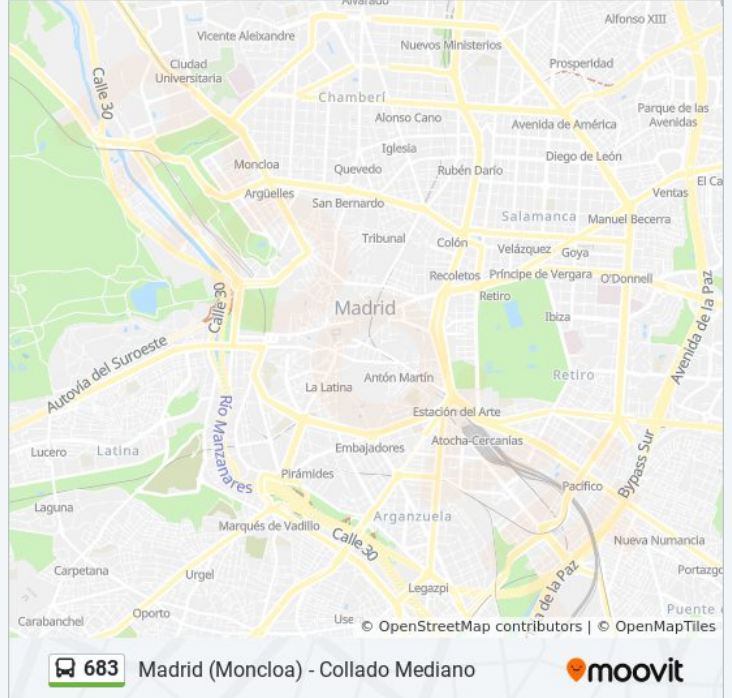 Alvarado
Alfonso XIII
Vicente Aleixandre
Nuevos Ministerios
Ciudad
Universitaria
Prosperidad
Calle 30
Chamberí
Parque de las
Avenidas
Alonso Cano
Avenida de América
Iglesia
Diego de León
Moncloa
Quevedo
Rubén Darío
El Ca
Argüelles
San Bernardo
Ventas
Salamanca
Manuel Becerra
Tribunal
Colón
Velázquez
Goya
Recoletos
Príncipe de Vergara
O'Donnell
Calle 30
Retiro
Madrid
Ibiza
Avenida de la Paz
Autovía del Suroeste
Retiro
La Latina
Antón Martín
Estación del Arte
Río Manzanares
Atocha-Cercanías
Lucero
Latina
Embajadores
Bypass Sur
Pirámides
Pacífico
Laguna
Arganzuela
Marqués de Vadillo
Calle 30
Nueva Numancia
Carpetana
Urgel
Portazgo
Legazpi
a de la Paz
Oporto
Puente
Carabanchel
Use
© OpenStreetMap contributors | © OpenMapTiles
683 Madrid (Moncloa) - Collado Mediano
moovit